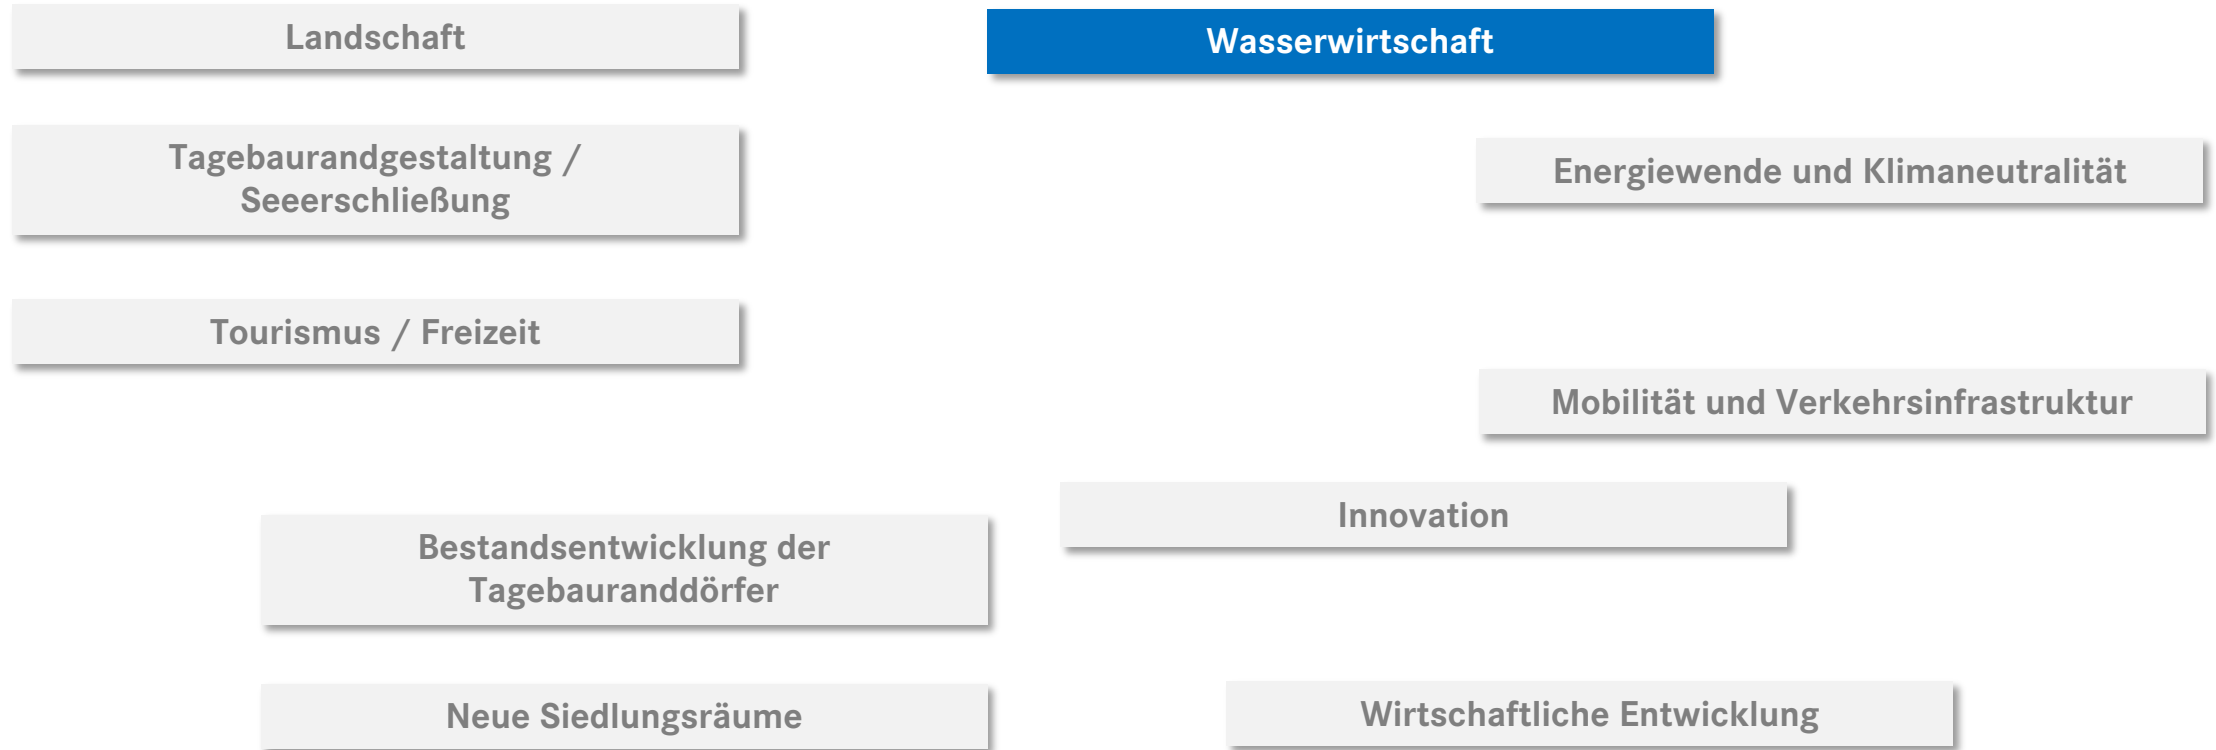 Landschaft
Wasserwirtschaft
Tagebaurandgestaltung /
Seeerschließung
Energiewende und Klimaneutralität
Tourismus / Freizeit
Mobilität und Verkehrsinfrastruktur
Innovation
Bestandsentwicklung der
Tagebauranddörfer
Neue Siedlungsräume
Wirtschaftliche Entwicklung